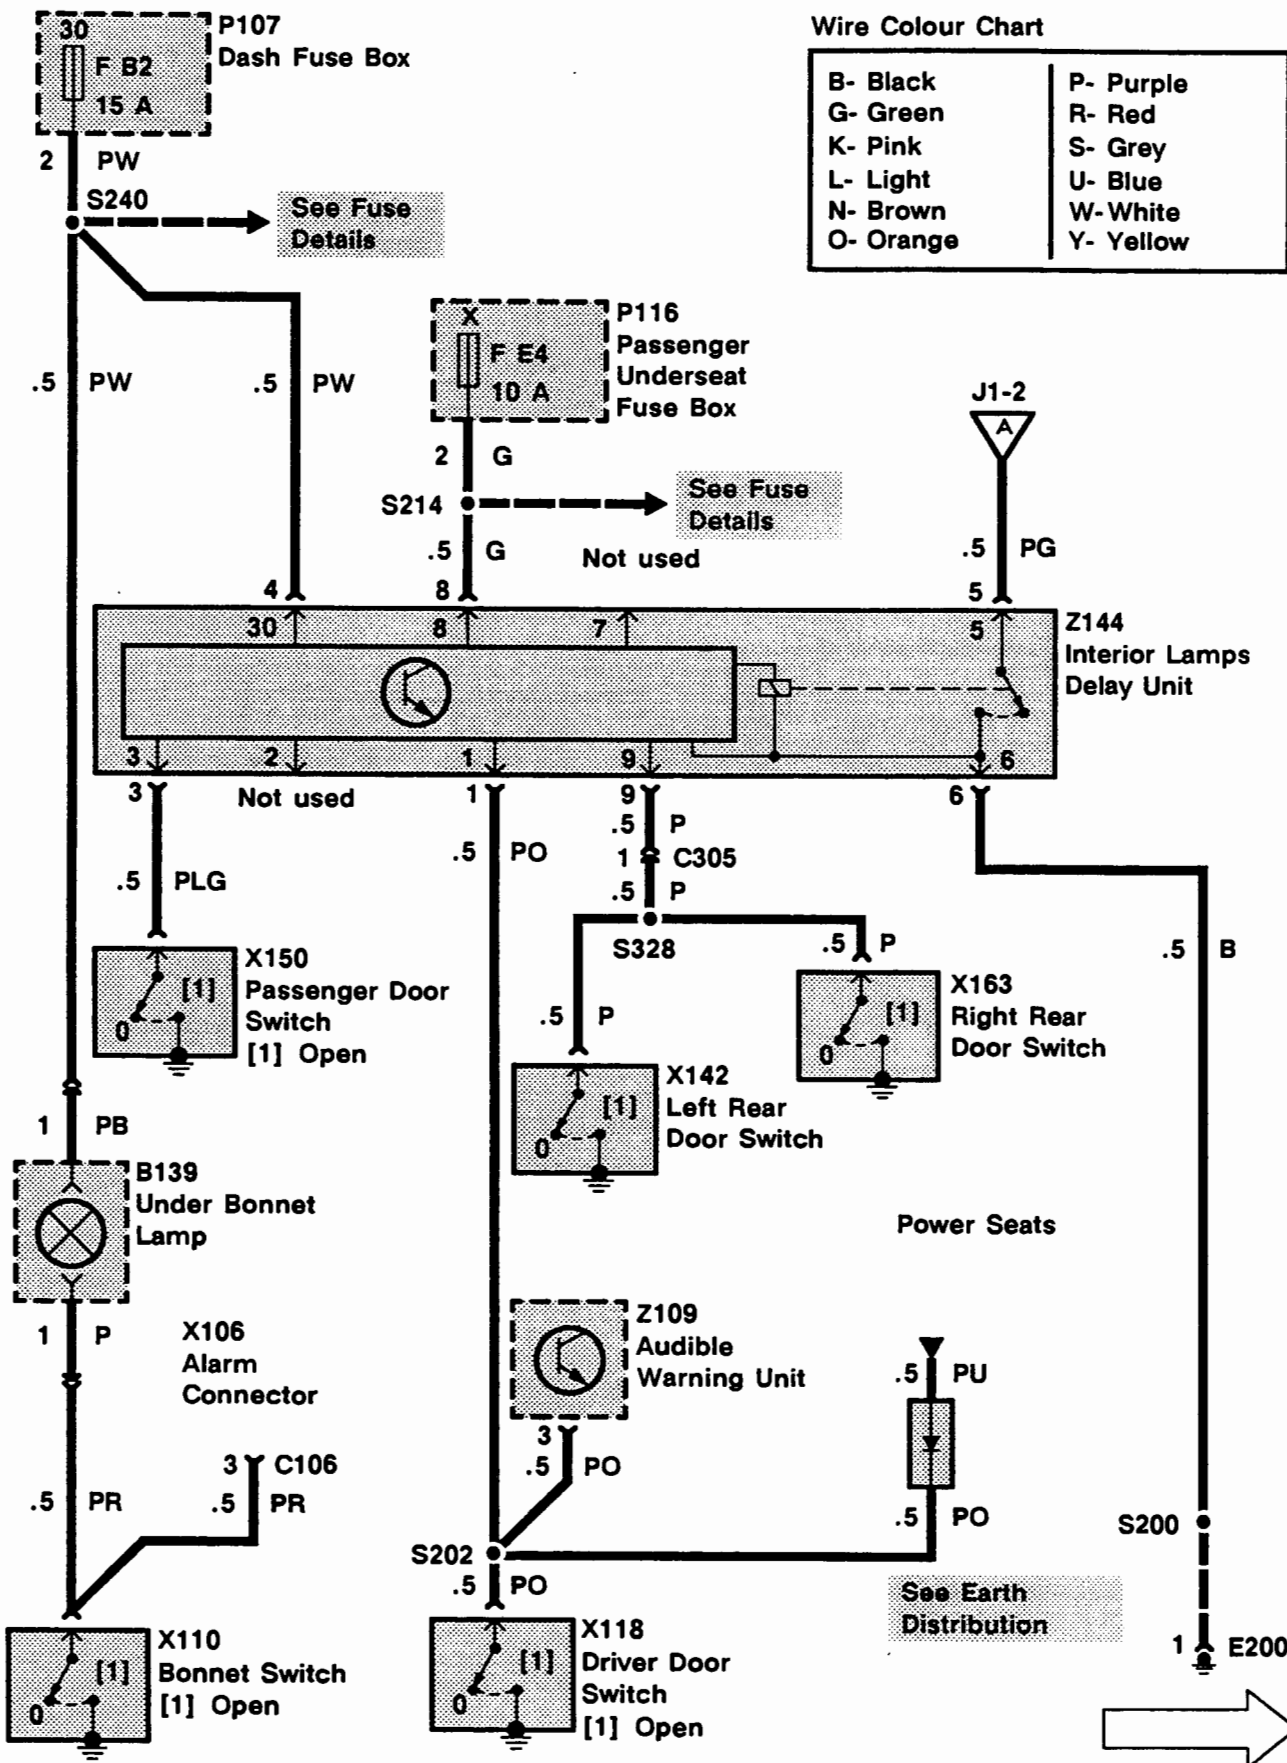 30
F B2
15 A
P107
Dash Fuse Box
Wire Colour Chart
B- Black
G- Green
K- Pink
L- Light
N- Brown
O- Orange
P- Purple
R- Red
S- Grey
U- Blue
W- White
Y- Yellow
2 PW
S240
See Fuse
Details
.5 PW
.5 PW
X
F E4
10 A
P116
Passenger
Underseat
Fuse Box
2 G
S214
See Fuse
Details
.5 G
Not used
J1-2
A
.5 PG
4
8
5
30
8
7
5
Z144
Interior Lamps
Delay Unit
3
2
1
9
6
3
Not used
1
9
6
.5 P
1 C305
.5 P
.5 PO
S328
.5 PLG
.5 P
.5 P
.5 B
X150
Passenger Door
Switch
[1] Open
[1]
0
X163
Right Rear
Door Switch
[1]
0
X142
Left Rear
Door Switch
[1]
0
1 PB
B139
Under Bonnet
Lamp
1 P
Power Seats
X106
Alarm
Connector
Z109
Audible
Warning Unit
3
.5 PO
.5 PU
.5 PO
3 C106
.5 PR
.5 PR
S202
.5 PO
S200
See Earth
Distribution
1 E200
X110
Bonnet Switch
[1] Open
[1]
0
X118
Driver Door
Switch
[1] Open
[1]
0